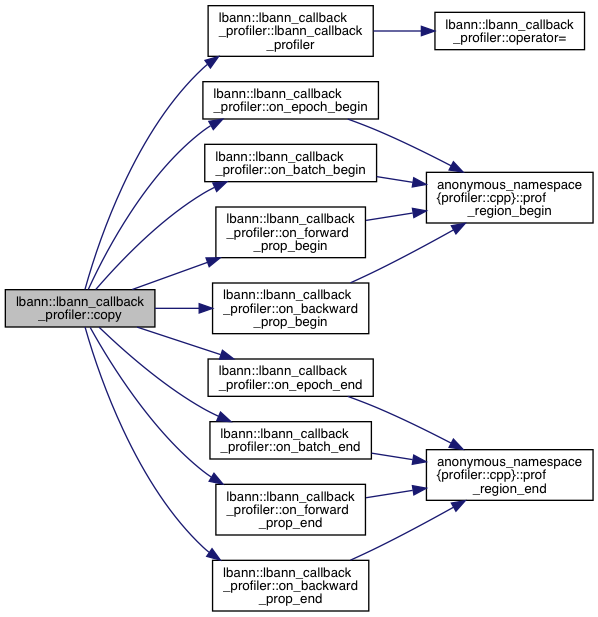 lbann::lbann_callback
_profiler::lbann_callback
_profiler
lbann::lbann_callback
_profiler::operator=
lbann::lbann_callback
_profiler::on_epoch_begin
lbann::lbann_callback
_profiler::on_batch_begin
anonymous_namespace
{profiler::cpp}::prof
_region_begin
lbann::lbann_callback
_profiler::on_forward
_prop_begin
lbann::lbann_callback
_profiler::copy
lbann::lbann_callback
_profiler::on_backward
_prop_begin
lbann::lbann_callback
_profiler::on_epoch_end
lbann::lbann_callback
_profiler::on_batch_end
anonymous_namespace
{profiler::cpp}::prof
_region_end
lbann::lbann_callback
_profiler::on_forward
_prop_end
lbann::lbann_callback
_profiler::on_backward
_prop_end